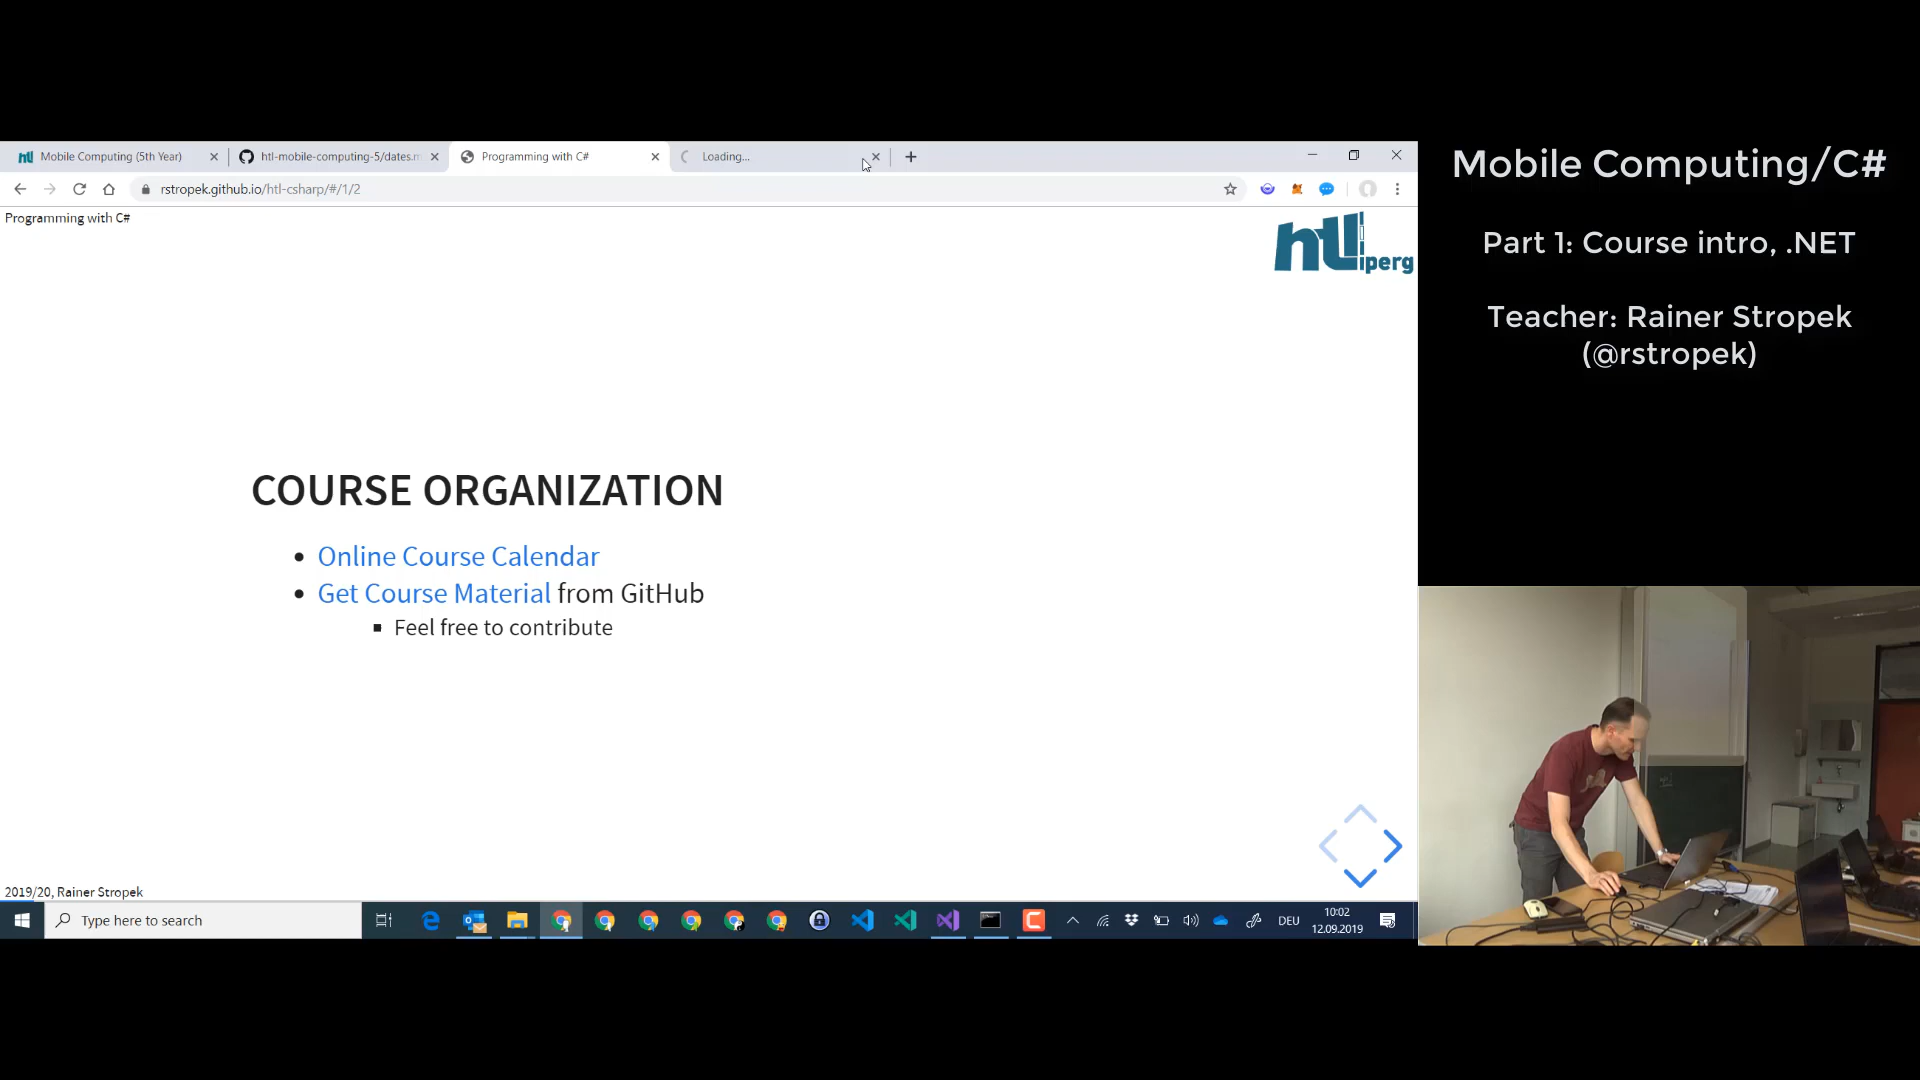 Mobile Computing (5th Year)
htl-mobile-computing-5/dates.m
Programming with C#
Loading...
rstropek.github.io/htl-csharp/#/1/2
Programming with C#
htl
iperg
COURSE ORGANIZATION
Online Course Calendar
Get Course Material from GitHub
Feel free to contribute
2019/20, Rainer Stropek
Type here to search
DEU
10:02
12.09.2019
Mobile Computing/C#
Part 1: Course intro, .NET
Teacher: Rainer Stropek
(@rstropek)